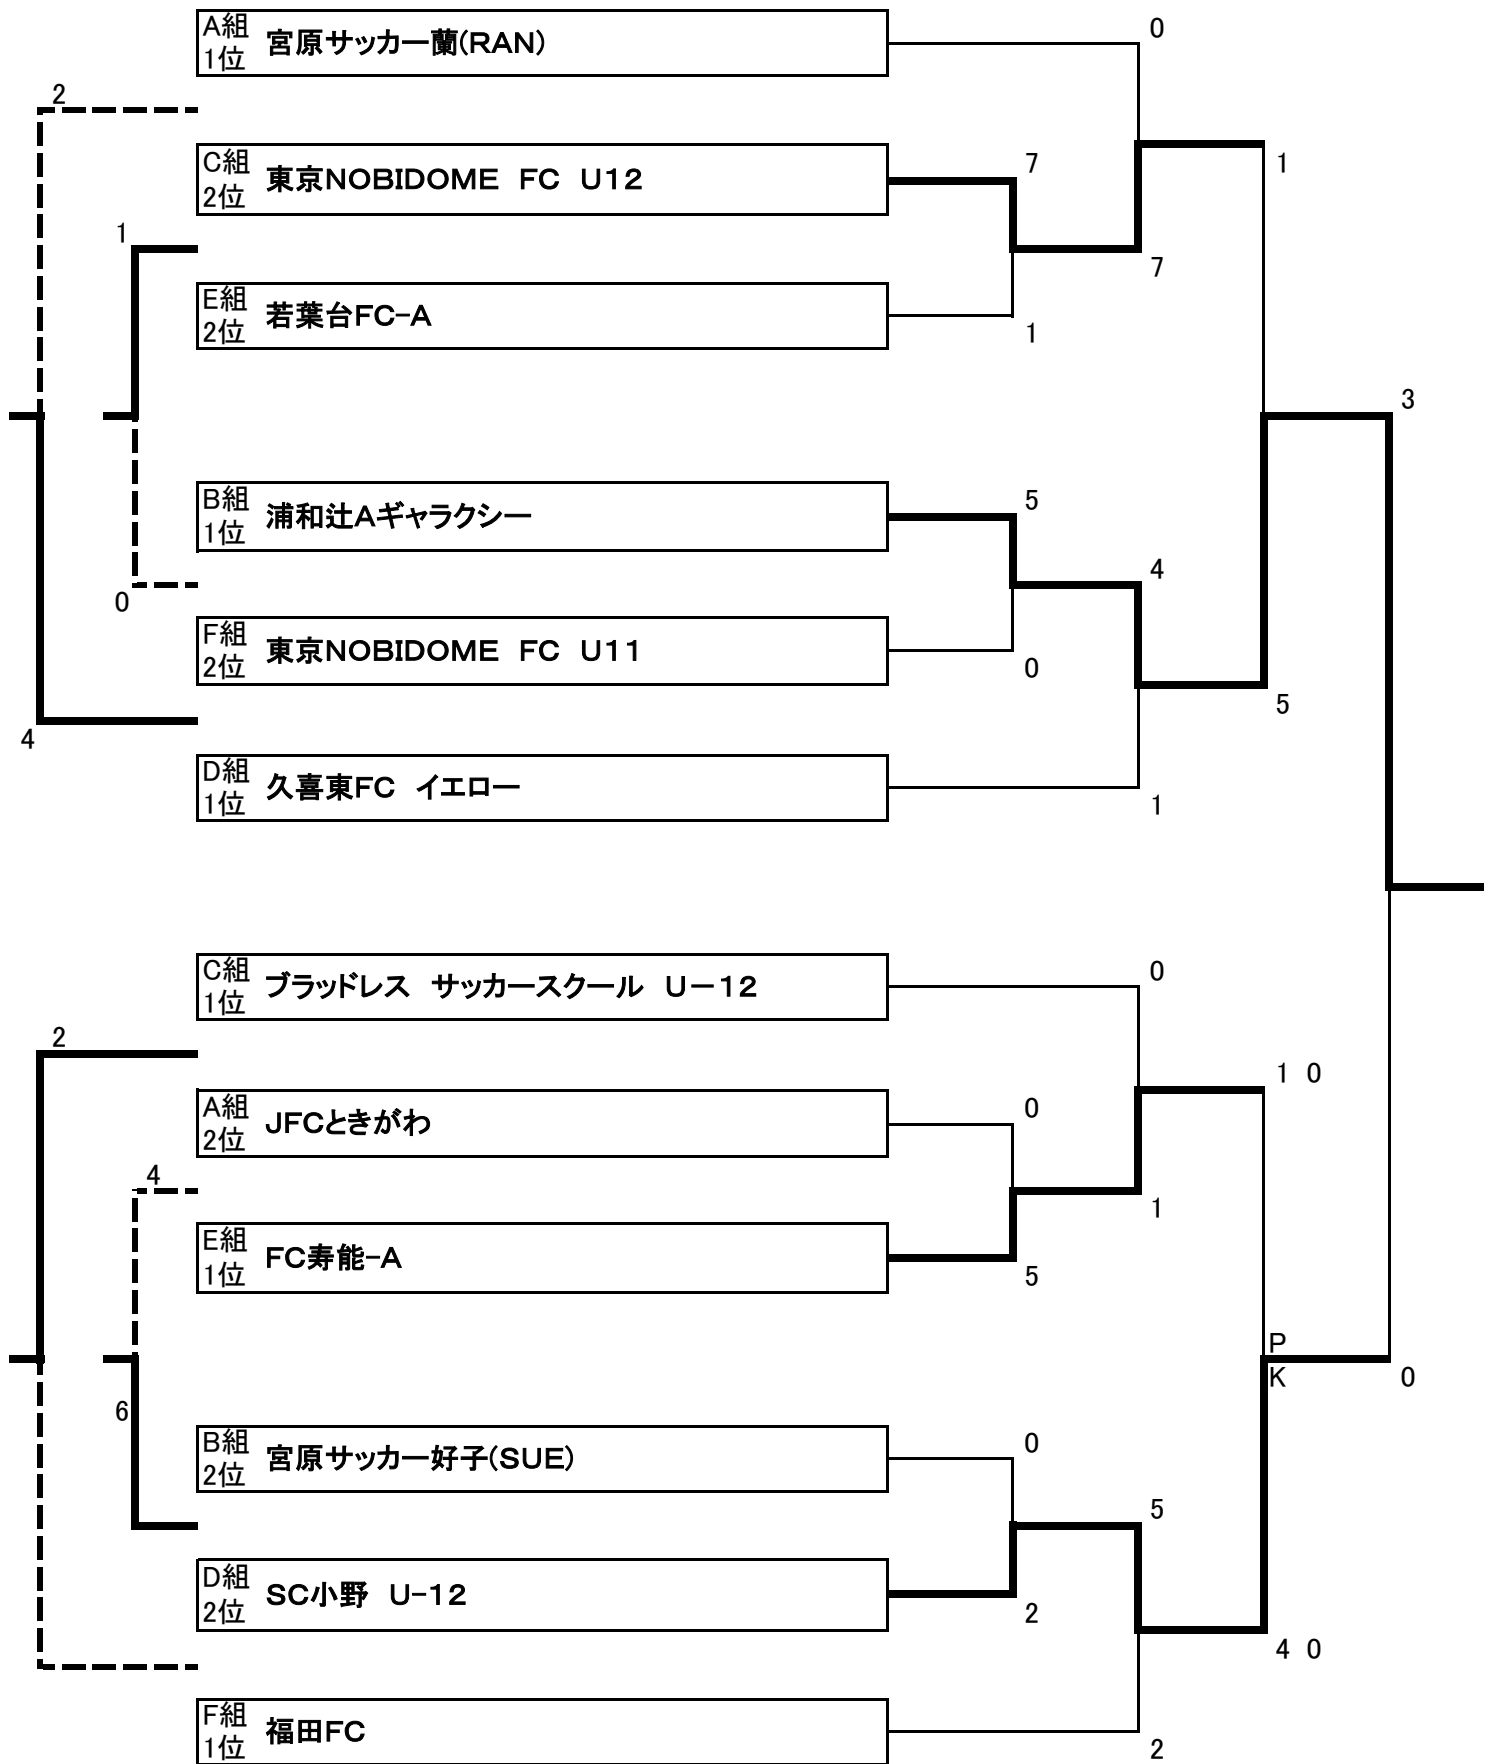 A組
1位
宮原サッカー蘭(RAN)
0
2
C組
2位
東京NOBIDOME　FC　U12
7
1
1
7
E組
2位
若葉台FC-A
1
3
B組
1位
浦和辻Aギャラクシー
5
4
0
F組
2位
東京NOBIDOME　FC　U11
0
5
4
D組
1位
久喜東FC　イエロー
1
C組
1位
ブラッドレス　サッカースクール　U－12
0
2
1 0
A組
2位
JFCときがわ
0
4
1
E組
1位
FC寿能-A
5
P
K
0
6
B組
2位
宮原サッカー好子(SUE)
0
5
D組
2位
SC小野　U-12
2
4 0
F組
1位
福田FC
2